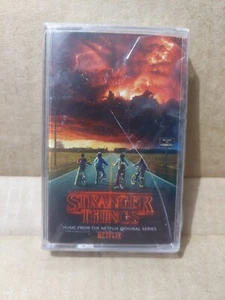 STRANGER
THINGS
MUSIC FROM THE NETFLIX ORIGINAL SERIES
NETFLIX